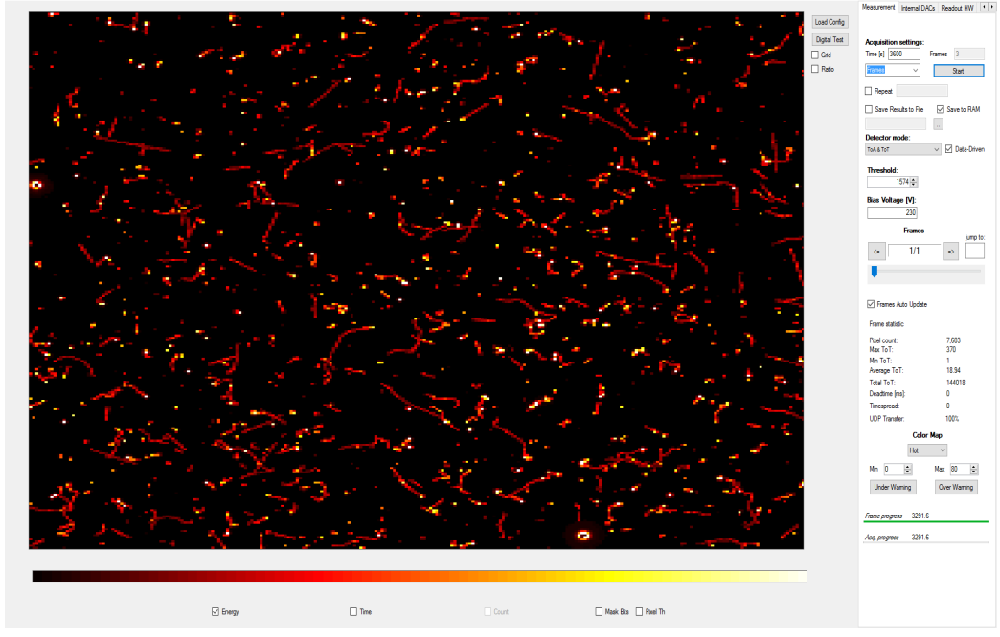 Measurement Internal DACs Readout HW
Load Config
Digital Test
Grid
Ratio
Acquisition settings:
Time [s] 3600 Frames 3
Frames Start
Repeat
Save Results to File Save to RAM
..
Detector mode:
ToA & ToT Data-Driven
Threshold:
1574
Bias Voltage [V]:
230
Frames
jump to:
<= 1/1 =>
Frames Auto Update
Frame statistic
Pixel count: 7,603
Max ToT: 370
Min ToT: 1
Average ToT: 18.94
Total ToT: 144018
Deadtime [ms]: 0
Timespread: 0
UDP Transfer: 100%
Color Map
Hot
Min 0 Max 80
Under Warning Over Warning
Frame progress 3291.6
Acq. progress 3291.6
Energy Time Count Mask Bits Pixel Th